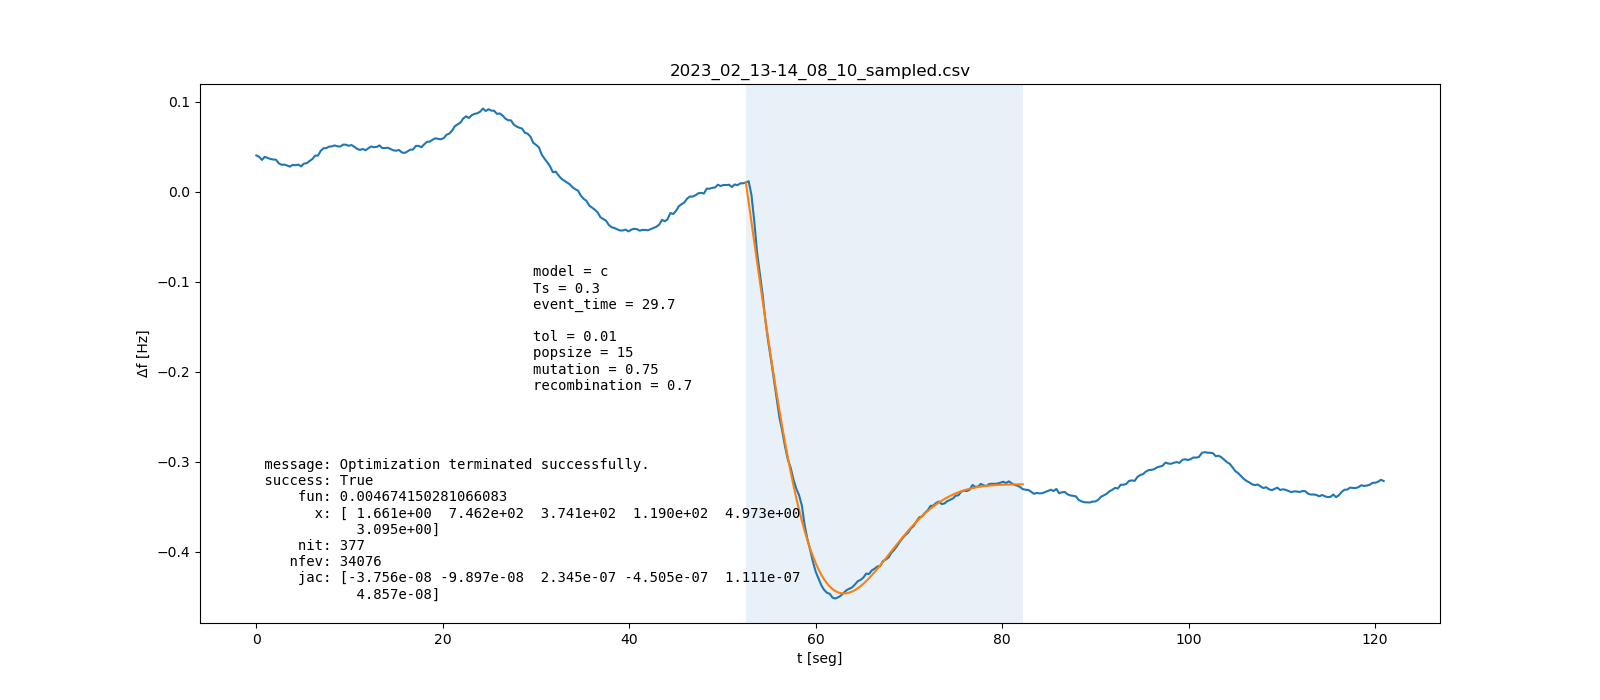 2023_02_13-14_08_10_sampled.csv
0.1
0.0
−0.1
−0.2
−0.3
−0.4
Δf [Hz]
model = c
Ts = 0.3
event_time = 29.7
tol = 0.01
popsize = 15
mutation = 0.75
recombination = 0.7
message: Optimization terminated successfully.
success: True
fun: 0.004674150281066083
x: [ 1.661e+00  7.462e+02  3.741e+02  1.190e+02  4.973e+00
3.095e+00]
nit: 377
nfev: 34076
jac: [-3.756e-08 -9.897e-08  2.345e-07 -4.505e-07  1.111e-07
4.857e-08]
0 20 40 60 80 100 120
t [seg]